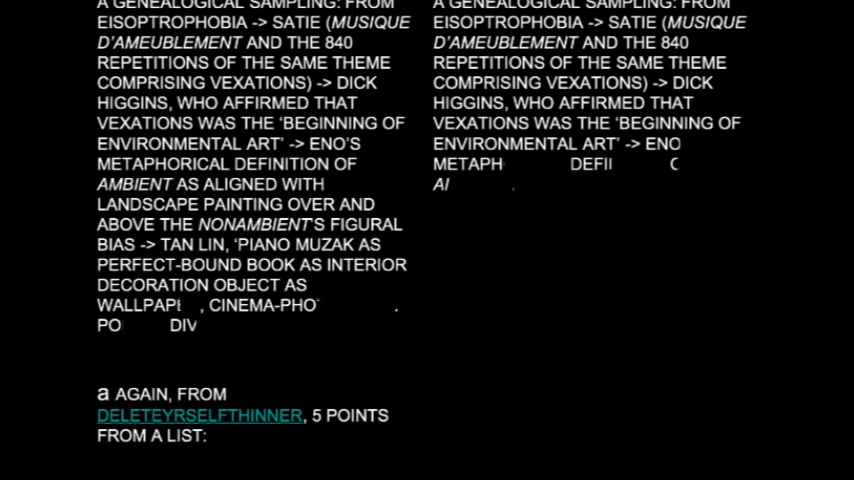 A GENEALOGICAL SAMPLING: FROM
EISOPTROPHOBIA -> SATIE (MUSIQUE
D'AMEUBLEMENT AND THE 840
REPETITIONS OF THE SAME THEME
COMPRISING VEXATIONS) -> DICK
HIGGINS, WHO AFFIRMED THAT
VEXATIONS WAS THE 'BEGINNING OF
ENVIRONMENTAL ART' -> ENO'S
METAPHORICAL DEFINITION OF
AMBIENT AS ALIGNED WITH
LANDSCAPE PAINTING OVER AND
ABOVE THE NONAMBIENT'S FIGURAL
BIAS -> TAN LIN, 'PIANO MUZAK AS
PERFECT-BOUND BOOK AS INTERIOR
DECORATION OBJECT AS
, CINEMA-
a AGAIN, FROM
DELETEYRSELFTHINNER, 5 POINTS
FROM A LIST:
A GENEALOGICAL SAMPLING: FROM
EISOPTROPHOBIA -> SATIE (MUSIQUE
D'AMEUBLEMENT AND THE 840
REPETITIONS OF THE SAME THEME
COMPRISING VEXATIONS) -> DICK
HIGGINS, WHO AFFIRMED THAT
VEXATIONS WAS THE 'BEGINNING OF
ENVIRONMENTAL ART' -> ENO
METAPH